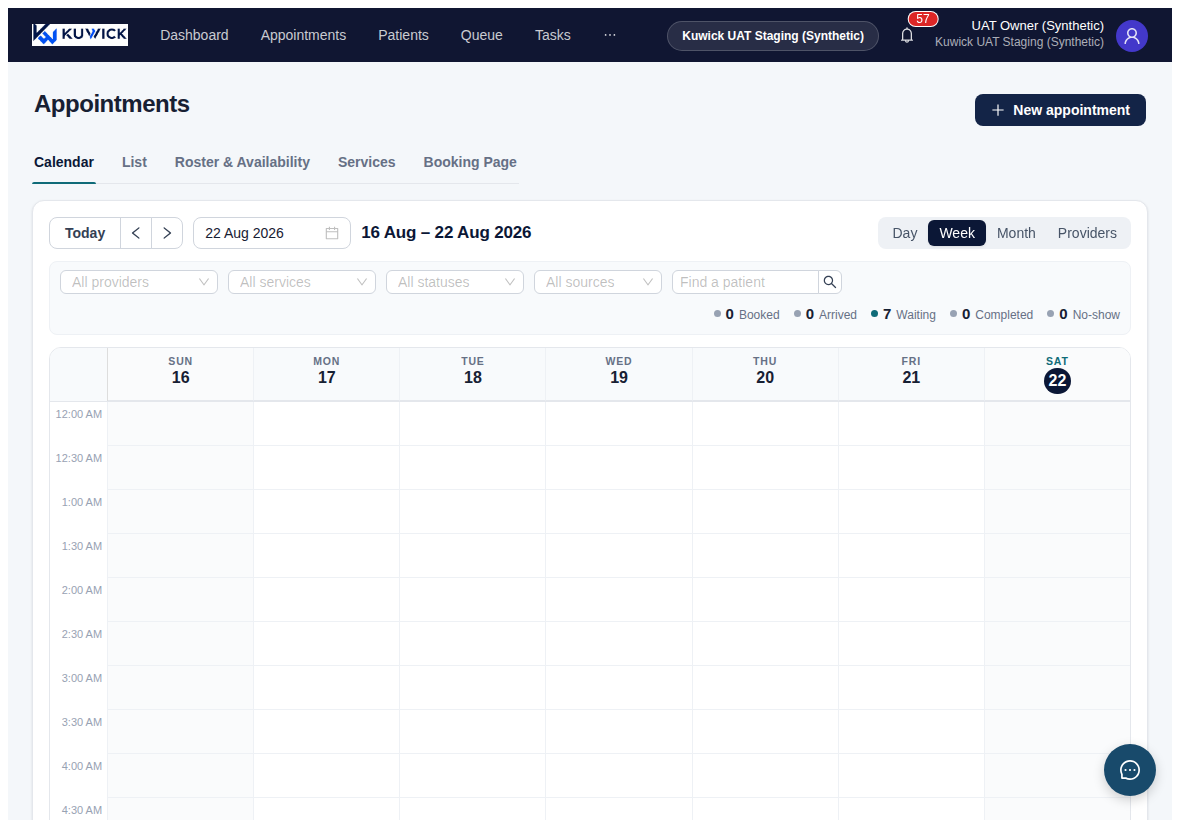 KUWICK
Dashboard Appointments Patients Queue Tasks ···
Kuwick UAT Staging (Synthetic)
57
UAT Owner (Synthetic)
Kuwick UAT Staging (Synthetic)
Appointments
New appointment
Calendar List Roster & Availability Services Booking Page
Today 22 Aug 2026 16 Aug – 22 Aug 2026 Day Week Month Providers
All providers All services All statuses All sources Find a patient
0 Booked 0 Arrived 7 Waiting 0 Completed 0 No-show
SUN MON TUE WED THU FRI SAT
16 17 18 19 20 21 22
12:00 AM
12:30 AM
1:00 AM
1:30 AM
2:00 AM
2:30 AM
3:00 AM
3:30 AM
4:00 AM
4:30 AM